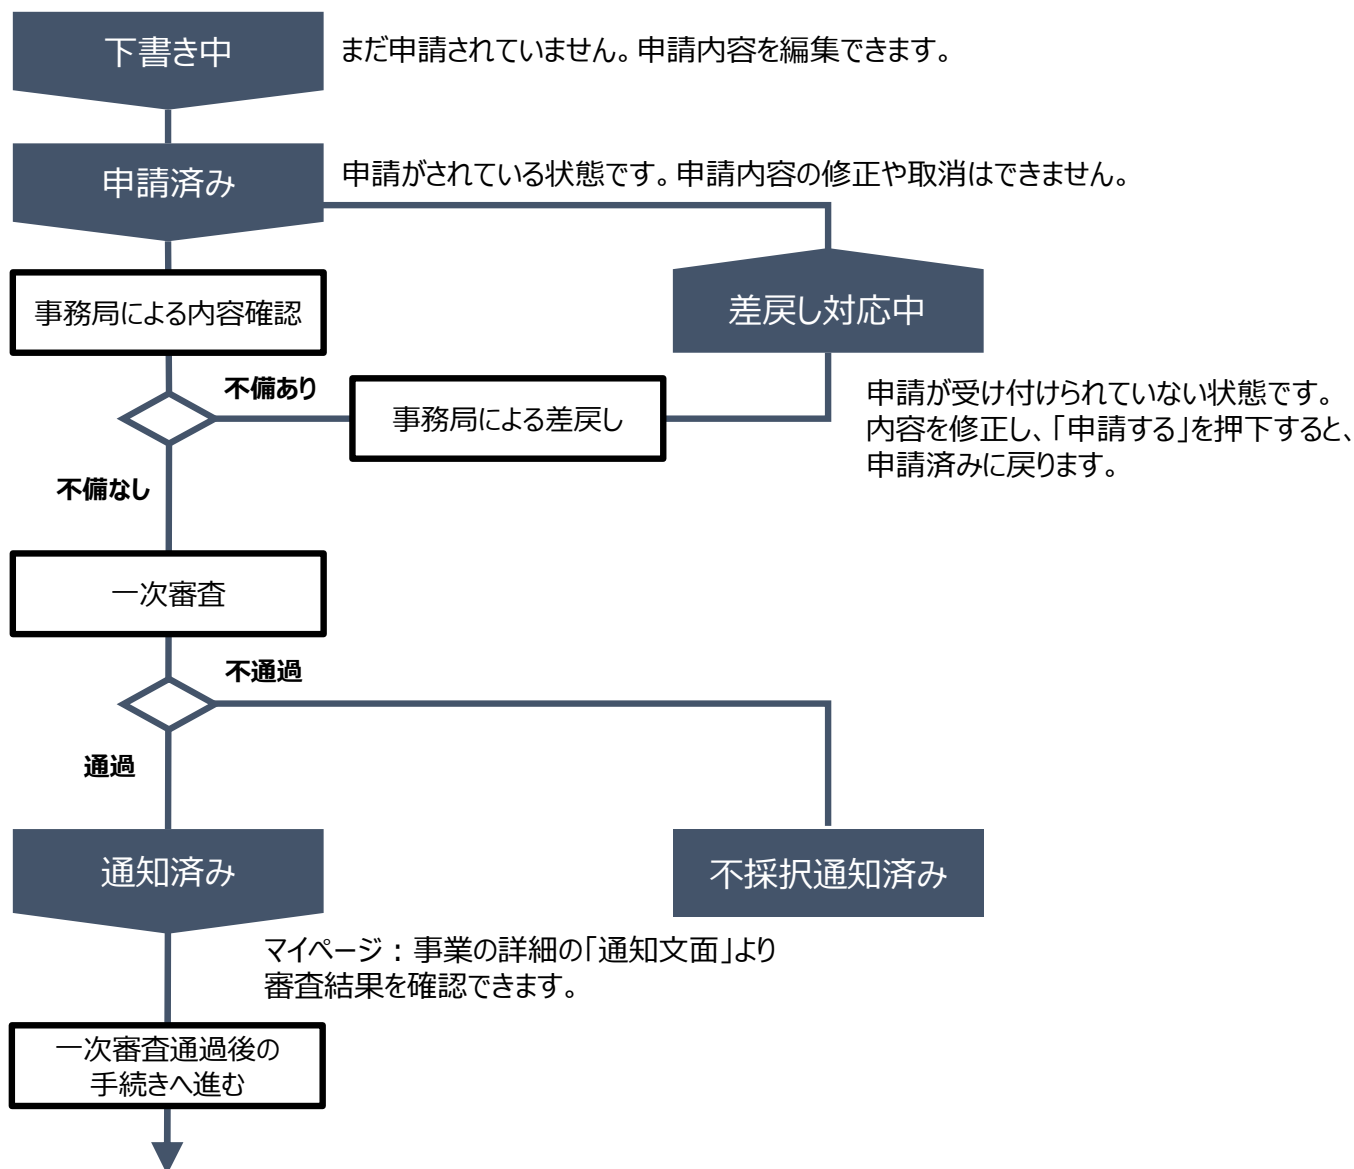 下書き中
まだ申請されていません。申請内容を編集できます。
申請済み
申請がされている状態です。申請内容の修正や取消はできません。
事務局による内容確認
差戻し対応中
不備あり
事務局による差戻し
申請が受け付けられていない状態です。
内容を修正し、「申請する」を押下すると、
申請済みに戻ります。
不備なし
一次審査
不通過
通過
通知済み
不採択通知済み
マイページ：事業の詳細の「通知文面」より
審査結果を確認できます。
一次審査通過後の
手続きへ進む